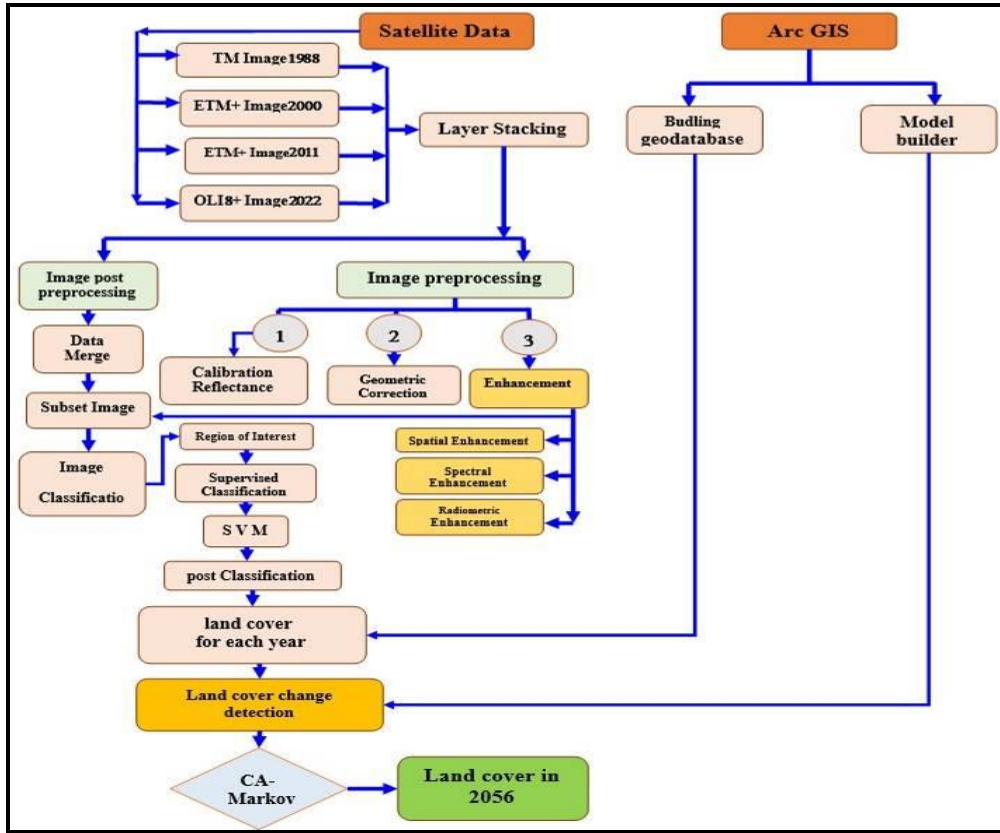 Satellite Data
Arc GIS
TM Image1988
ETM+ Image2000
ETM+ Image2011
OLI8+ Image2022
Layer Stacking
Budling
geodatabase
Model
builder
Image post
preprocessing
Image preprocessing
Data
Merge
1
2
3
Calibration
Reflectance
Geometric
Correction
Enhancement
Subset Image
Region of Interest
Spatial Enhancement
Image
Classificatio
Supervised
Classification
Spectral
Enhancement
Radiometric
Enhancement
S V M
post Classification
land cover
for each year
Land cover change
detection
CA-
Markov
Land cover in
2056